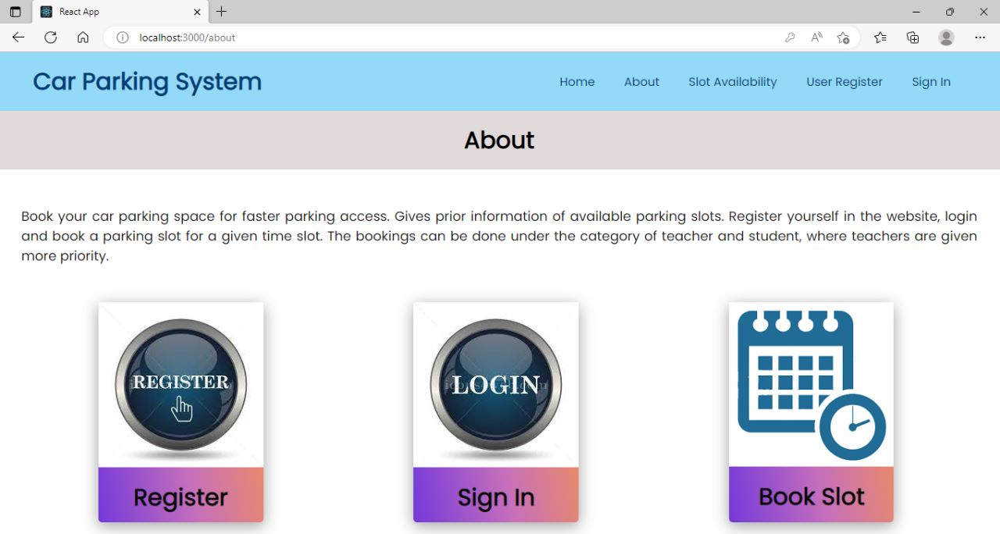 React App
localhost:3000/about
Car Parking System
Home About Slot Availability User Register Sign In
About
Book your car parking space for faster parking access. Gives prior information of available parking slots. Register yourself in the website, login
and book a parking slot for a given time slot. The bookings can be done under the category of teacher and student, where teachers are given
more priority.
REGISTER
LOGIN
Register
Sign In
Book Slot